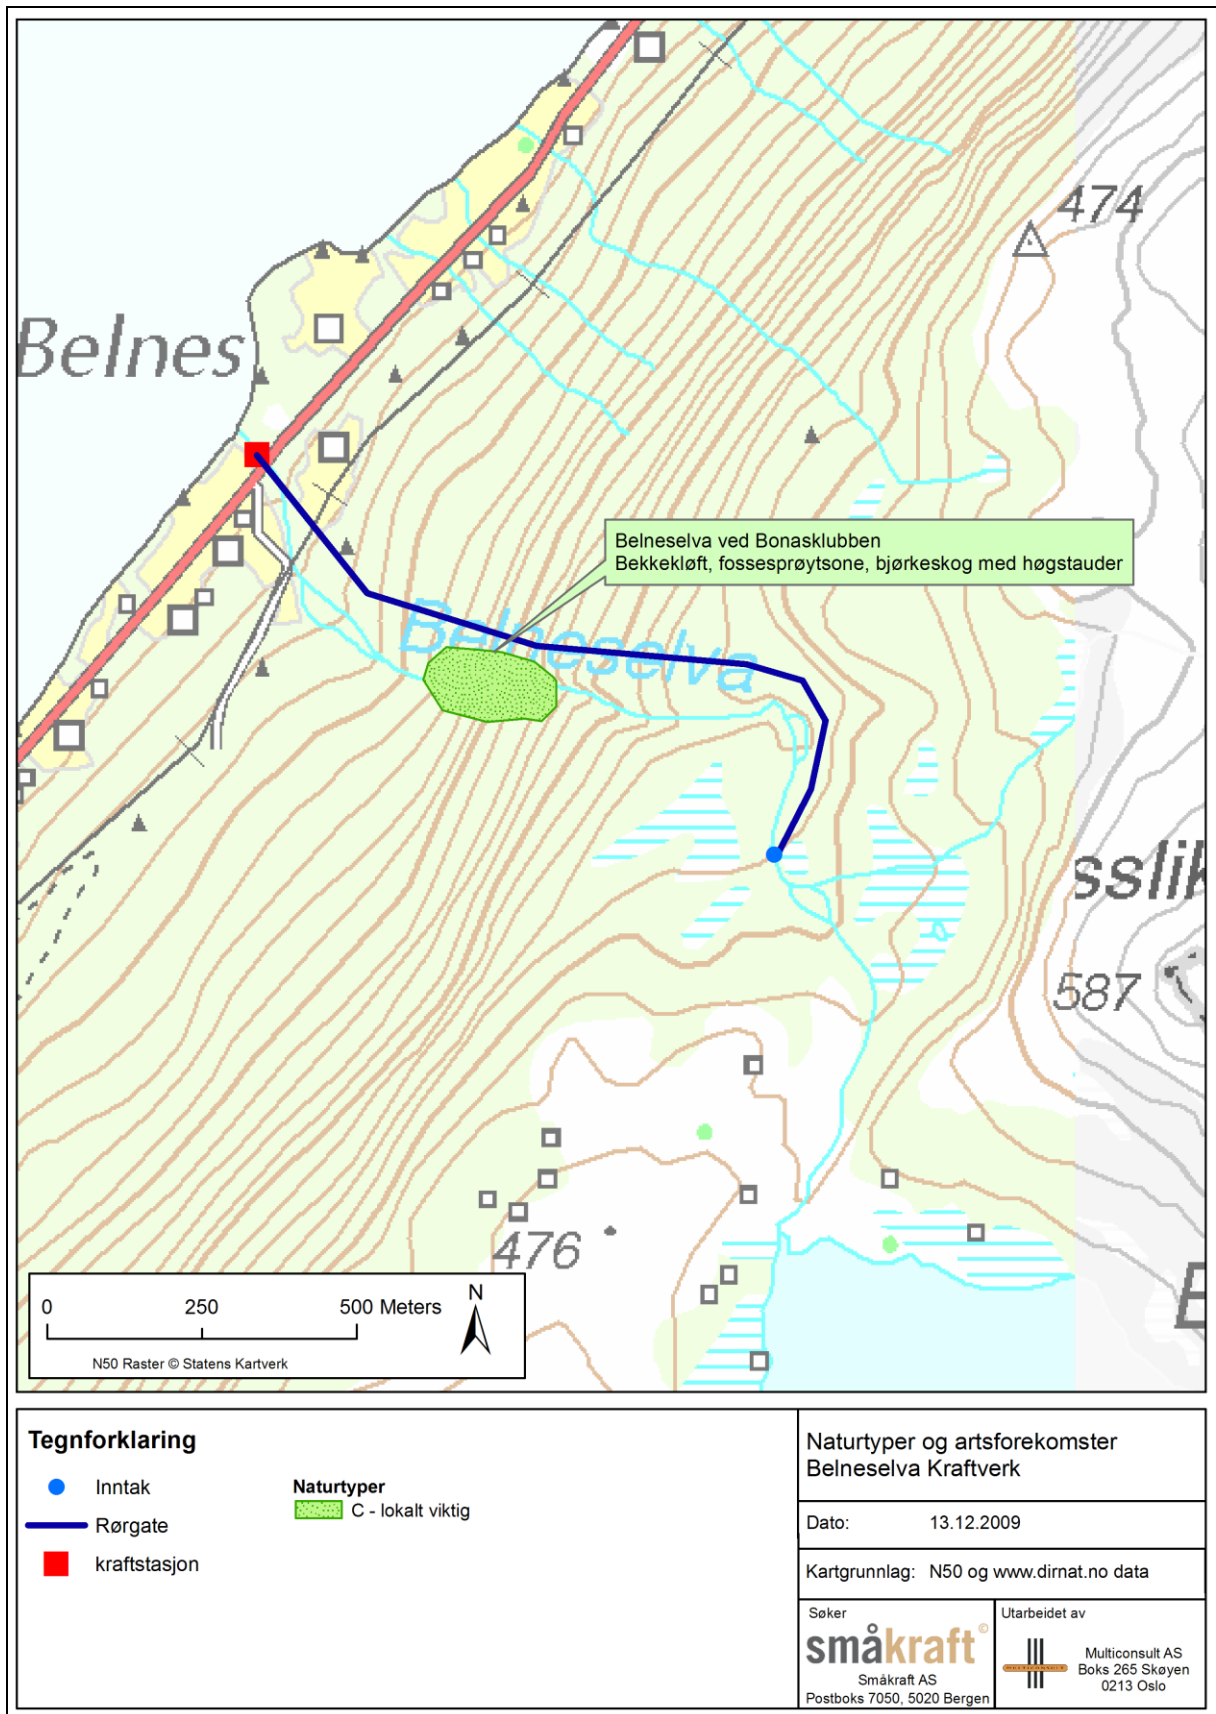 474
Belnes
Belneselva ved Bonasklubben
Bekkekløft, fossesprøytsone, bjørkeskog med høgstauder
Belneselva
sslik
587
476
E
0 250 500 Meters
N
N50 Raster © Statens Kartverk
Tegnforklaring
Inntak
Rørgate
kraftstasjon
Naturtyper
C - lokalt viktig
Naturtyper og artsforekomster
Belneselva Kraftverk
Dato: 13.12.2009
Kartgrunnlag: N50 og www.dirnat.no data
Søker
småkraft©
Småkraft AS
Postboks 7050, 5020 Bergen
Utarbeidet av
MULTICONSULT
Multiconsult AS
Boks 265 Skøyen
0213 Oslo